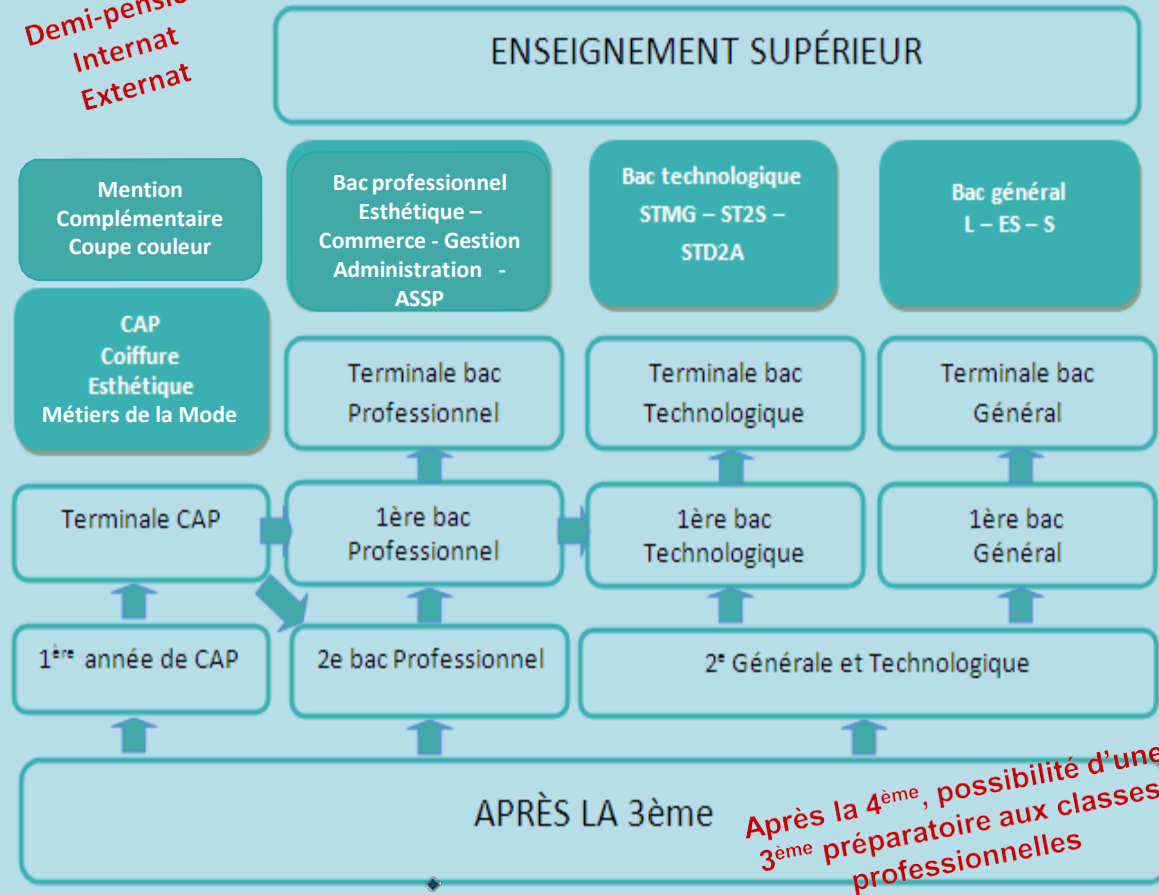 Demi-pensio
Internat
Externat
ENSEIGNEMENT SUPÉRIEUR
Mention
Complémentaire
Coupe couleur
Bac professionnel
Esthétique –
Commerce - Gestion
Administration -
ASSP
Bac technologique
STMG – ST2S –
STD2A
Bac général
L – ES – S
CAP
Coiffure
Esthétique
Métiers de la Mode
Terminale bac
Professionnel
Terminale bac
Technologique
Terminale bac
Général
Terminale CAP
1ère bac
Professionnel
1ère bac
Technologique
1ère bac
Général
1ère année de CAP
2e bac Professionnel
2e Générale et Technologique
APRÈS LA 3ème
Après la 4ème, possibilité d’une
3ème préparatoire aux classes
professionnelles